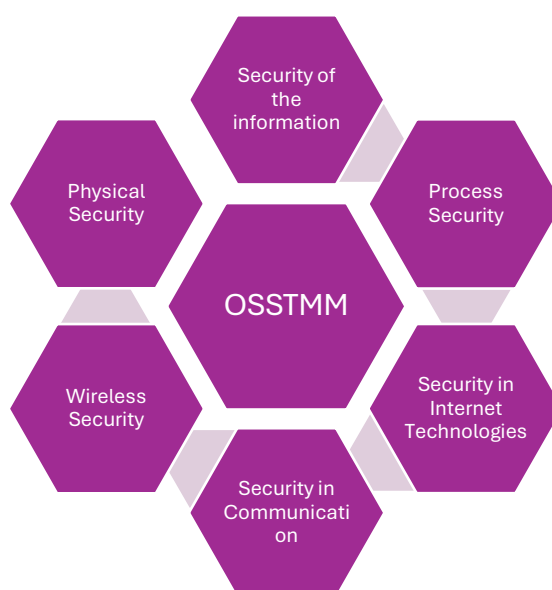 Security of
the
information
Physical
Security
Process
Security
OSSTMM
Wireless
Security
Security in
Internet
Technologies
Security in
Communicati
on